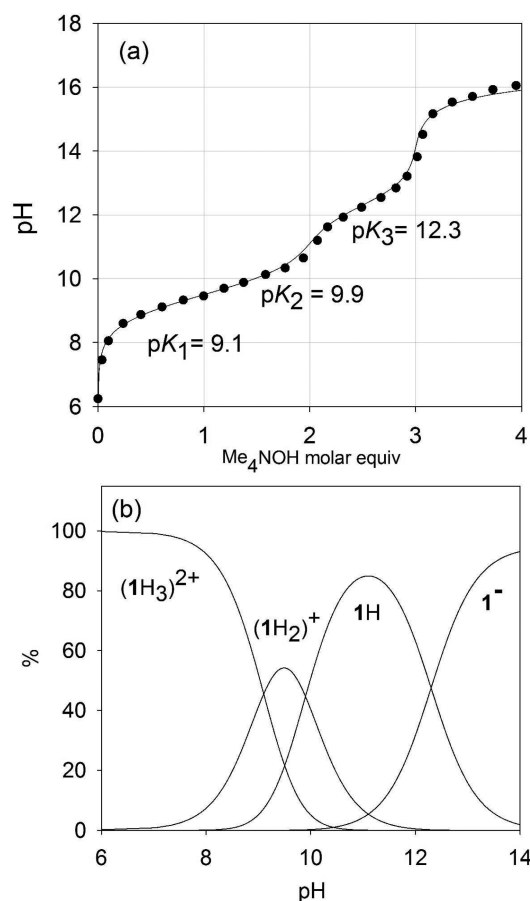 (a)
16
14
12
10
8
6
pH
pK1= 9.1
pK2 = 9.9
pK3= 12.3
0 1 2 3 4
Me4NOH molar equiv
(b)
100
80
60
40
20
0
%
(1H3)2+
(1H2)+
1H
1-
6 8 10 12 14
pH